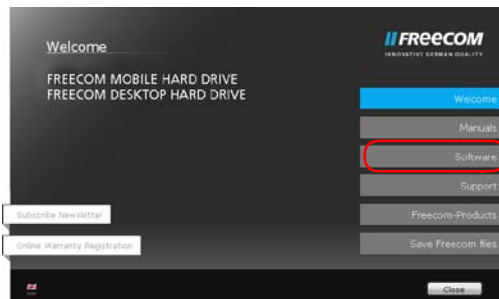 Welcome
FREECOM MOBILE HARD DRIVE
FREECOM DESKTOP HARD DRIVE
FREECOM
INNOVATIVE GERMAN QUALITY
Welcome
Manuals
Software
Support
Freecom-Products
Save Freecom files
Subscribe Newsletter
Online Warranty Registration
Close